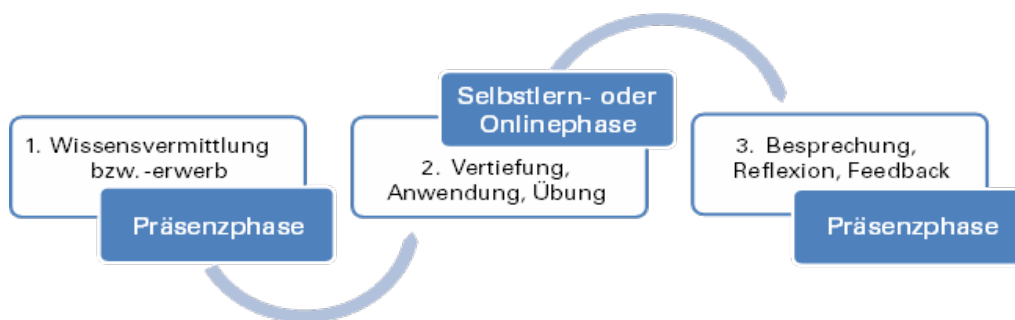 1. Wissensvermittlung
bzw. -erwerb
Präsenzphase
Selbstlern- oder
Onlinephase
2. Vertiefung,
Anwendung, Übung
3. Besprechung,
Reflexion, Feedback
Präsenzphase